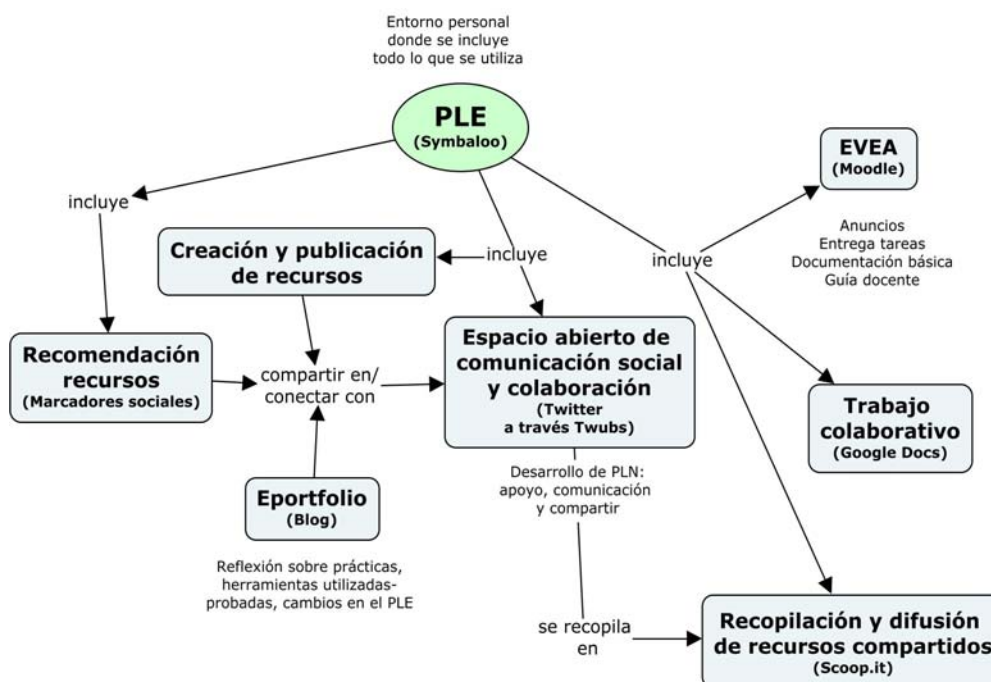 Entorno personal
donde se incluye
todo lo que se utiliza
PLE
(Symbaloo)
EVEA
(Moodle)
incluye
Anuncios
Entrega tareas
Documentación básica
Guía docente
Creación y publicación
de recursos
incluye
incluye
Recomendación
recursos
(Marcadores sociales)
compartir en/
conectar con
Espacio abierto de
comunicación social
y colaboración
(Twitter
a través Twubs)
Trabajo
colaborativo
(Google Docs)
Desarrollo de PLN:
apoyo, comunicación
y compartir
Eportfolio
(Blog)
Reflexión sobre prácticas,
herramientas utilizadas-
probadas, cambios en el PLE
se recopila
en
Recopilación y difusión
de recursos compartidos
(Scoop.it)